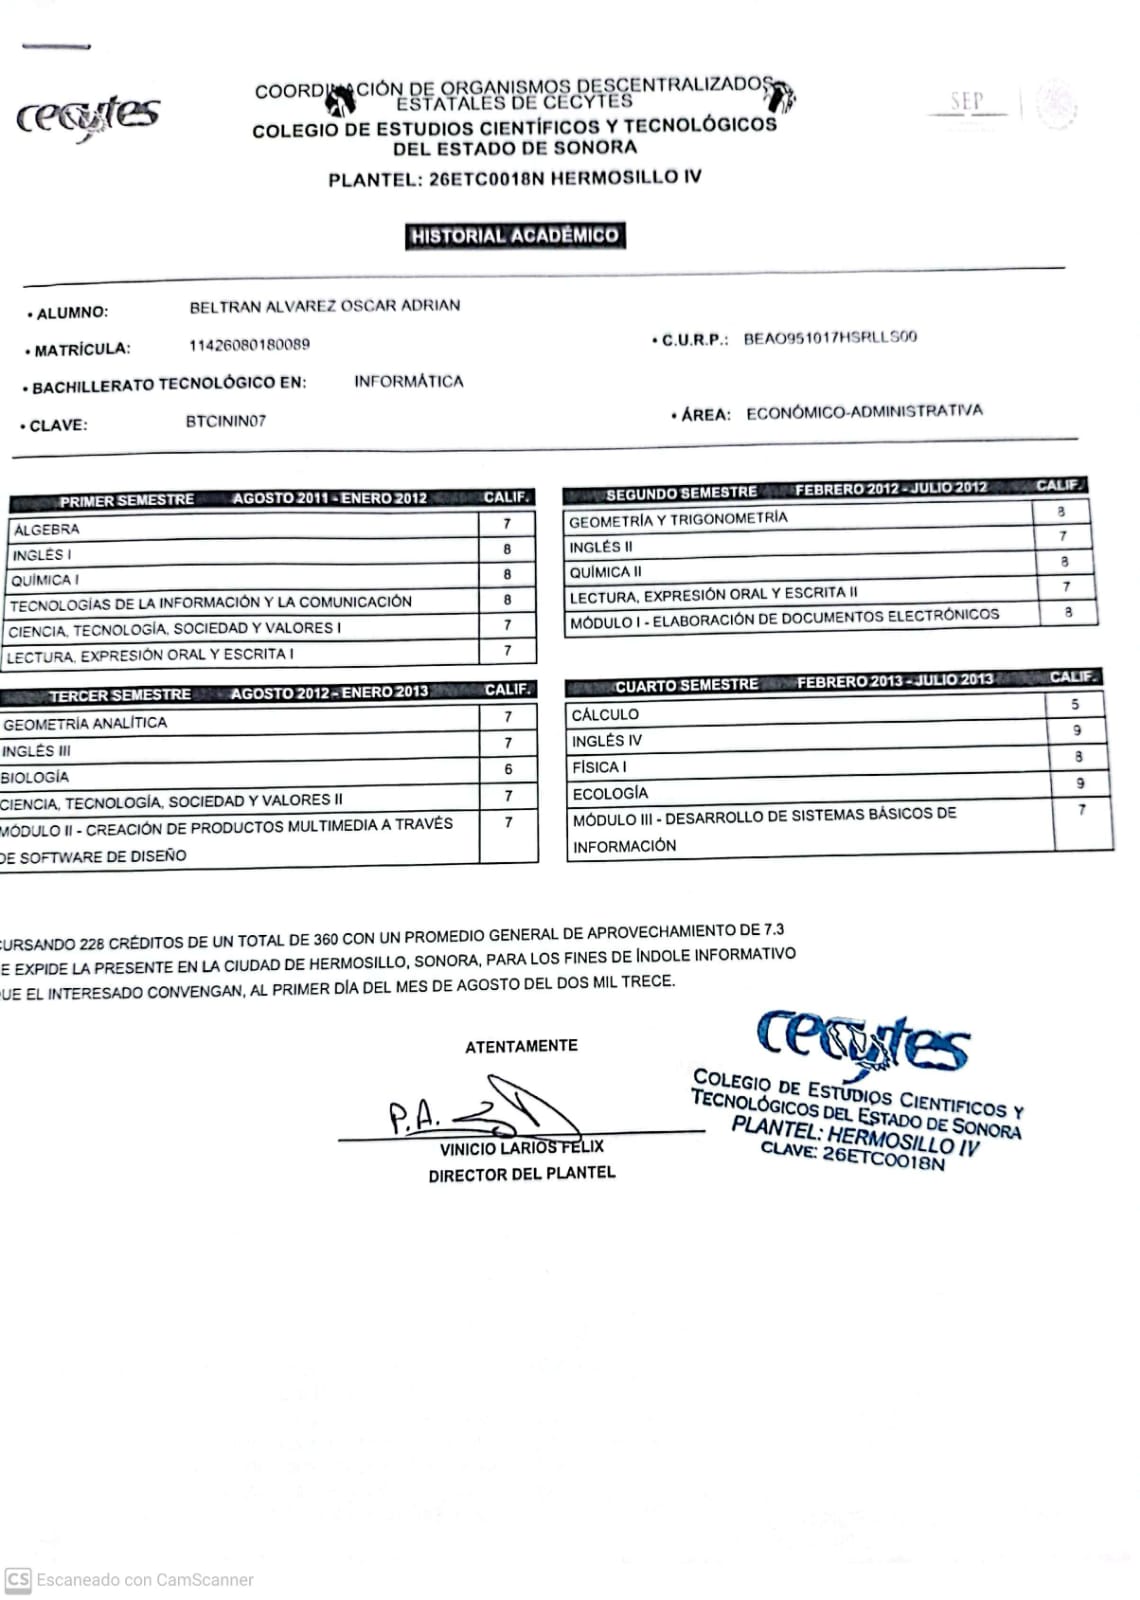 cecytes
COORDINACIÓN DE ORGANISMOS DESCENTRALIZADOS
ESTATALES DE CECYTES
COLEGIO DE ESTUDIOS CIENTÍFICOS Y TECNOLÓGICOS
DEL ESTADO DE SONORA
PLANTEL: 26ETC0018N HERMOSILLO IV
SEP
HISTORIAL ACADÉMICO
• ALUMNO: BELTRAN ALVAREZ OSCAR ADRIAN
• MATRÍCULA: 11426080180089 • C.U.R.P.: BEAO951017HSRLLS00
• BACHILLERATO TECNOLÓGICO EN: INFORMÁTICA
• CLAVE: BTCININ07 • ÁREA: ECONÓMICO-ADMINISTRATIVA
PRIMER SEMESTRE AGOSTO 2011 - ENERO 2012 CALIF.
ÁLGEBRA 7
INGLÉS I 8
QUÍMICA I 8
TECNOLOGÍAS DE LA INFORMACIÓN Y LA COMUNICACIÓN 8
CIENCIA, TECNOLOGÍA, SOCIEDAD Y VALORES I 7
LECTURA, EXPRESIÓN ORAL Y ESCRITA I 7
SEGUNDO SEMESTRE FEBRERO 2012 - JULIO 2012 CALIF.
GEOMETRÍA Y TRIGONOMETRÍA 8
INGLÉS II 7
QUÍMICA II 8
LECTURA, EXPRESIÓN ORAL Y ESCRITA II 7
MÓDULO I - ELABORACIÓN DE DOCUMENTOS ELECTRÓNICOS 8
TERCER SEMESTRE AGOSTO 2012 - ENERO 2013 CALIF.
GEOMETRÍA ANALÍTICA 7
INGLÉS III 7
BIOLOGÍA 6
CIENCIA, TECNOLOGÍA, SOCIEDAD Y VALORES II 7
MÓDULO II - CREACIÓN DE PRODUCTOS MULTIMEDIA A TRAVÉS 7
DE SOFTWARE DE DISEÑO
CUARTO SEMESTRE FEBRERO 2013 - JULIO 2013 CALIF.
CÁLCULO 5
INGLÉS IV 9
FÍSICA I 8
ECOLOGÍA 9
MÓDULO III - DESARROLLO DE SISTEMAS BÁSICOS DE 7
INFORMACIÓN
CURSANDO 228 CRÉDITOS DE UN TOTAL DE 360 CON UN PROMEDIO GENERAL DE APROVECHAMIENTO DE 7.3
E EXPIDE LA PRESENTE EN LA CIUDAD DE HERMOSILLO, SONORA, PARA LOS FINES DE ÍNDOLE INFORMATIVO
UE EL INTERESADO CONVENGAN, AL PRIMER DÍA DEL MES DE AGOSTO DEL DOS MIL TRECE.
ATENTAMENTE
P.A.
VINICIO LARIOS FELIX
DIRECTOR DEL PLANTEL
cecytes
COLEGIO DE ESTUDIOS CIENTIFICOS Y
TECNOLÓGICOS DEL ESTADO DE SONORA
PLANTEL: HERMOSILLO IV
CLAVE: 26ETC0018N
CS Escaneado con CamScanner